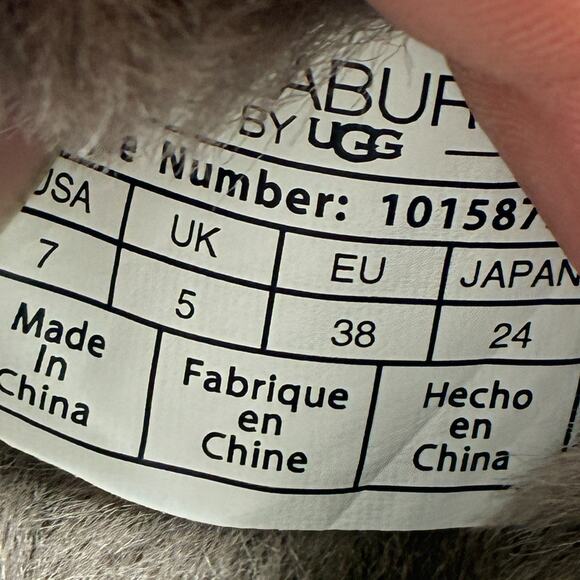 ABUR
BY UGG
e Number: 101587
USA UK EU JAPAN
7 5 38 24
Made Fabrique Hecho
In en en
China Chine China